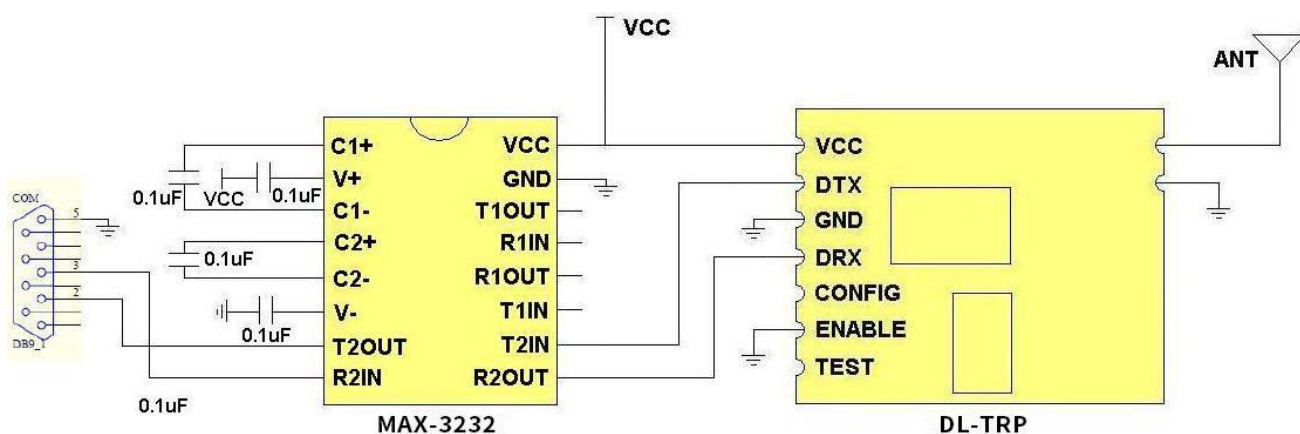 VCC
ANT
COM
5
3
2
DB9_1
0.1uF
VCC
0.1uF
0.1uF
0.1uF
0.1uF
C1+
V+
C1-
C2+
C2-
V-
T2OUT
R2IN
VCC
GND
T1OUT
R1IN
R1OUT
T1IN
T2IN
R2OUT
MAX-3232
VCC
DTX
GND
DRX
CONFIG
ENABLE
TEST
DL-TRP